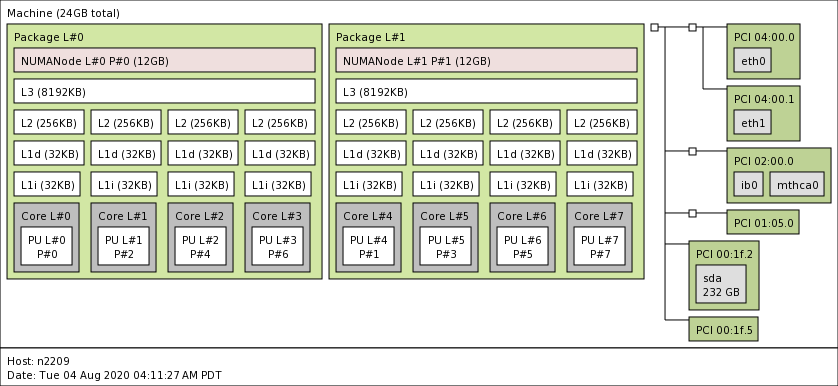 Machine (24GB total)
Package L#0
NUMANode L#0 P#0 (12GB)
L3 (8192KB)
L2 (256KB) L2 (256KB) L2 (256KB) L2 (256KB)
L1d (32KB) L1d (32KB) L1d (32KB) L1d (32KB)
L1i (32KB) L1i (32KB) L1i (32KB) L1i (32KB)
Core L#0 Core L#1 Core L#2 Core L#3
PU L#0 PU L#1 PU L#2 PU L#3
P#0 P#2 P#4 P#6
Package L#1
NUMANode L#1 P#1 (12GB)
L3 (8192KB)
L2 (256KB) L2 (256KB) L2 (256KB) L2 (256KB)
L1d (32KB) L1d (32KB) L1d (32KB) L1d (32KB)
L1i (32KB) L1i (32KB) L1i (32KB) L1i (32KB)
Core L#4 Core L#5 Core L#6 Core L#7
PU L#4 PU L#5 PU L#6 PU L#7
P#1 P#3 P#5 P#7
PCI 04:00.0
eth0
PCI 04:00.1
eth1
PCI 02:00.0
ib0 mthca0
PCI 01:05.0
PCI 00:1f.2
sda
232 GB
PCI 00:1f.5
Host: n2209
Date: Tue 04 Aug 2020 04:11:27 AM PDT